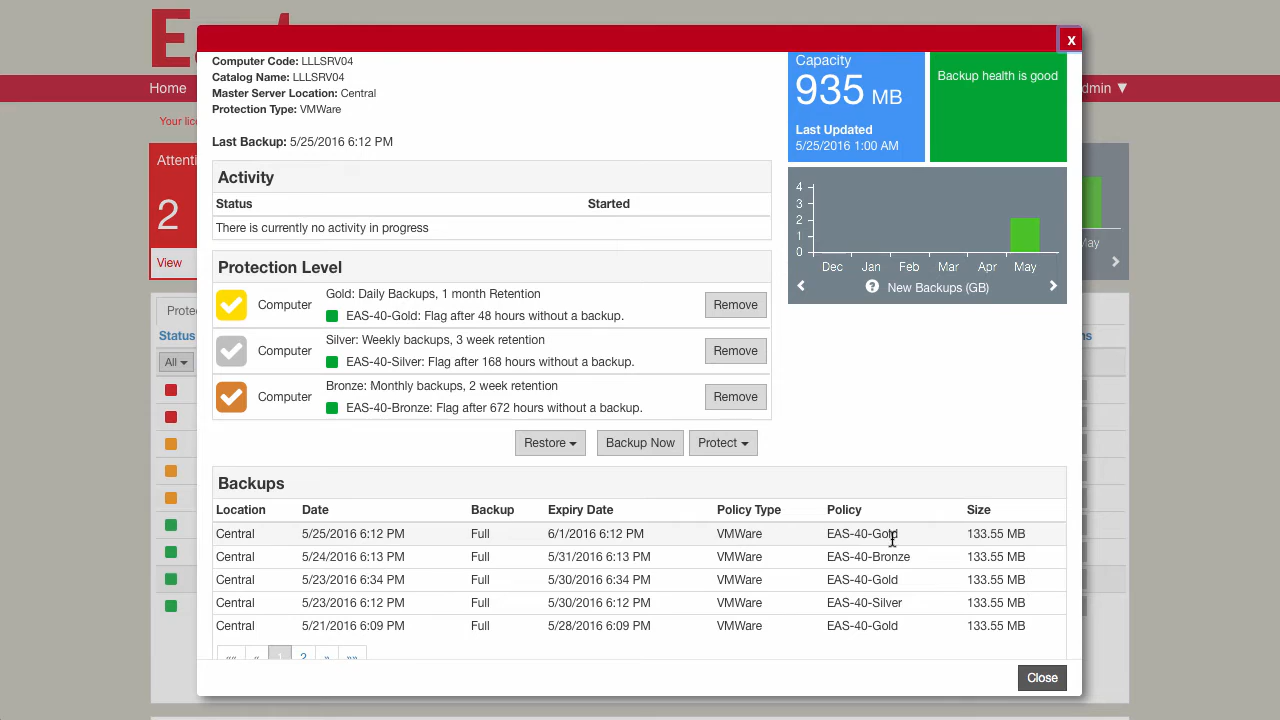 x
Home
dmin ▼
Your lic
Computer Code: LLLSRV04
Catalog Name: LLLSRV04
Master Server Location: Central
Protection Type: VMWare
Last Backup: 5/25/2016 6:12 PM
Capacity
935 MB
Last Updated
5/25/2016 1:00 AM
Backup health is good
Attenti
2
View
Activity
Status Started
There is currently no activity in progress
4
3
2
1
0
Dec Jan Feb Mar Apr May
New Backups (GB)
May
Protection Level
Computer
Gold: Daily Backups, 1 month Retention
EAS-40-Gold: Flag after 48 hours without a backup.
Remove
Computer
Silver: Weekly backups, 3 week retention
EAS-40-Silver: Flag after 168 hours without a backup.
Remove
Computer
Bronze: Monthly backups, 2 week retention
EAS-40-Bronze: Flag after 672 hours without a backup.
Remove
Prote
Status
All
ns
Restore Backup Now Protect
Backups
Location Date Backup Expiry Date Policy Type Policy Size
Central 5/25/2016 6:12 PM Full 6/1/2016 6:12 PM VMWare EAS-40-Gold 133.55 MB
Central 5/24/2016 6:13 PM Full 5/31/2016 6:13 PM VMWare EAS-40-Bronze 133.55 MB
Central 5/23/2016 6:34 PM Full 5/30/2016 6:34 PM VMWare EAS-40-Gold 133.55 MB
Central 5/23/2016 6:12 PM Full 5/30/2016 6:12 PM VMWare EAS-40-Silver 133.55 MB
Central 5/21/2016 6:09 PM Full 5/28/2016 6:09 PM VMWare EAS-40-Gold 133.55 MB
«« « 1 2 » »»
Close